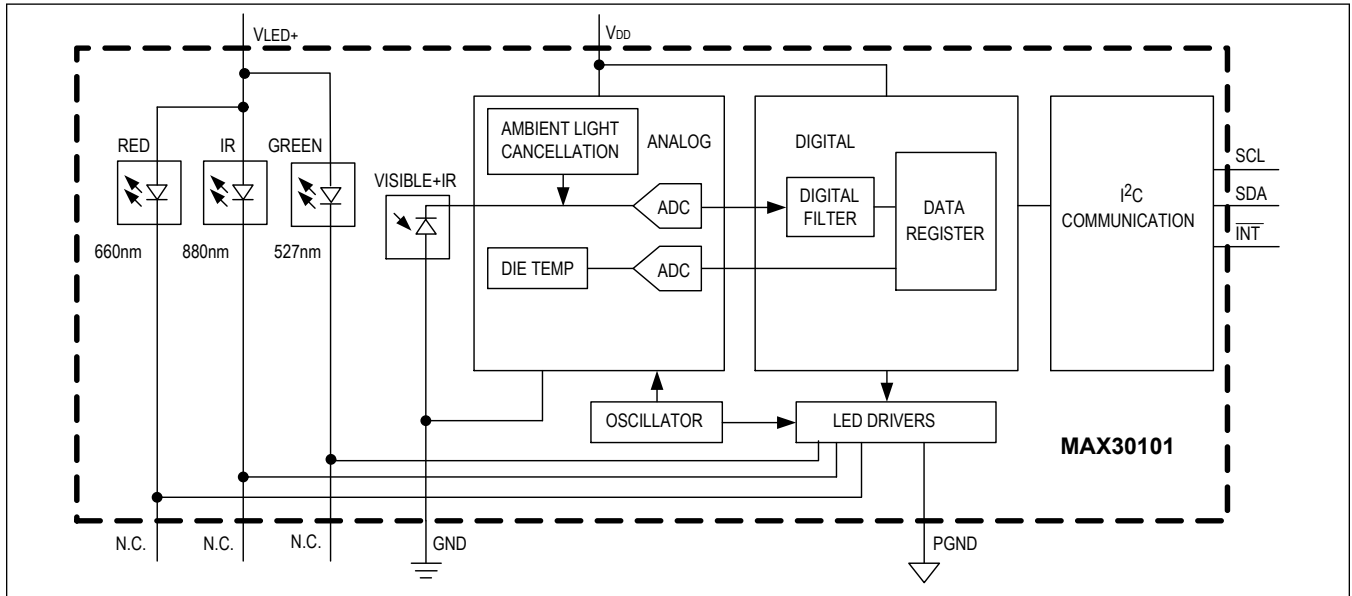 VLED+
VDD
RED
IR
GREEN
660nm
880nm
527nm
VISIBLE+IR
AMBIENT LIGHT
CANCELLATION
ANALOG
ADC
DIE TEMP
ADC
DIGITAL
DIGITAL
FILTER
DATA
REGISTER
I2C
COMMUNICATION
SCL
SDA
INT
OSCILLATOR
LED DRIVERS
MAX30101
N.C.
N.C.
N.C.
GND
PGND